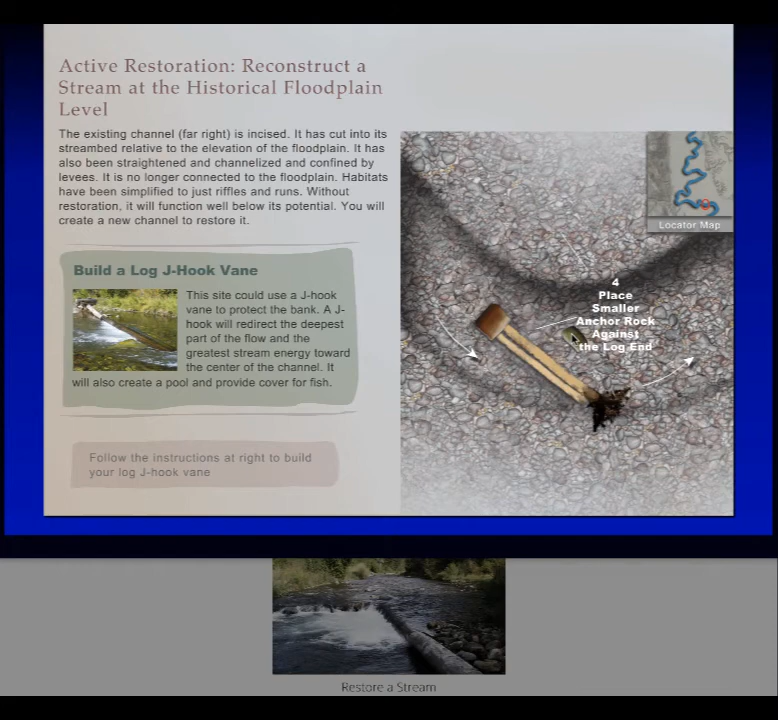 Active Restoration: Reconstruct a
Stream at the Historical Floodplain
Level
The existing channel (far right) is incised. It has cut into its
streambed relative to the elevation of the floodplain. It has
also been straightened and channelized and confined by
levees. It is no longer connected to the floodplain. Habitats
have been simplified to just riffles and runs. Without
restoration, it will function well below its potential. You will
create a new channel to restore it.
Build a Log J-Hook Vane
This site could use a J-hook
vane to protect the bank. A J-
hook will redirect the deepest
part of the flow and the
greatest stream energy toward
the center of the channel. It
will also create a pool and provide cover for fish.
Follow the instructions at right to build
your log J-hook vane
Locator Map
4
Place
Smaller
Anchor Rock
Against
the Log End
Restore a Stream